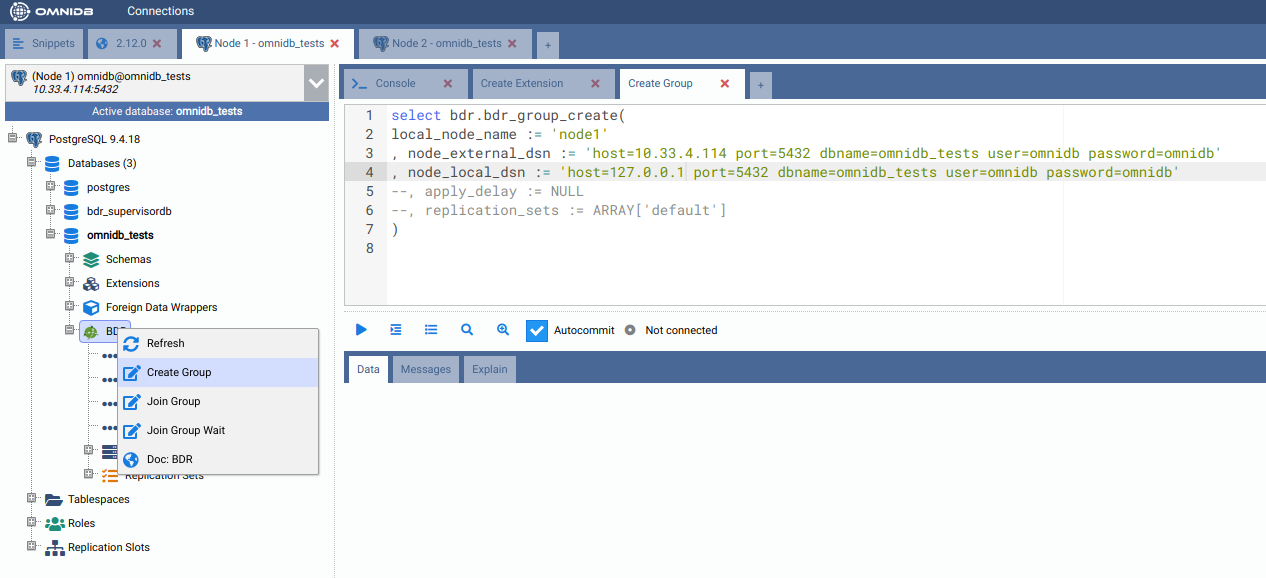 OMNIDB Connections
Snippets 2.12.0 Node 1 - omnidb_tests Node 2 - omnidb_tests +
(Node 1) omnidb@omnidb_tests
10.33.4.114:5432
Active database: omnidb_tests
PostgreSQL 9.4.18
Databases (3)
postgres
bdr_supervisordb
omnidb_tests
Schemas
Extensions
Foreign Data Wrappers
BDR
Refresh
Create Group
Join Group
Join Group Wait
Doc: BDR
Replication Sets
Tablespaces
Roles
Replication Slots
Console Create Extension Create Group +
1 select bdr.bdr_group_create(
2 local_node_name := 'node1'
3 , node_external_dsn := 'host=10.33.4.114 port=5432 dbname=omnidb_tests user=omnidb password=omnidb'
4 , node_local_dsn := 'host=127.0.0.1 port=5432 dbname=omnidb_tests user=omnidb password=omnidb'
5 --, apply_delay := NULL
6 --, replication_sets := ARRAY['default']
7 )
8
Autocommit Not connected
Data Messages Explain